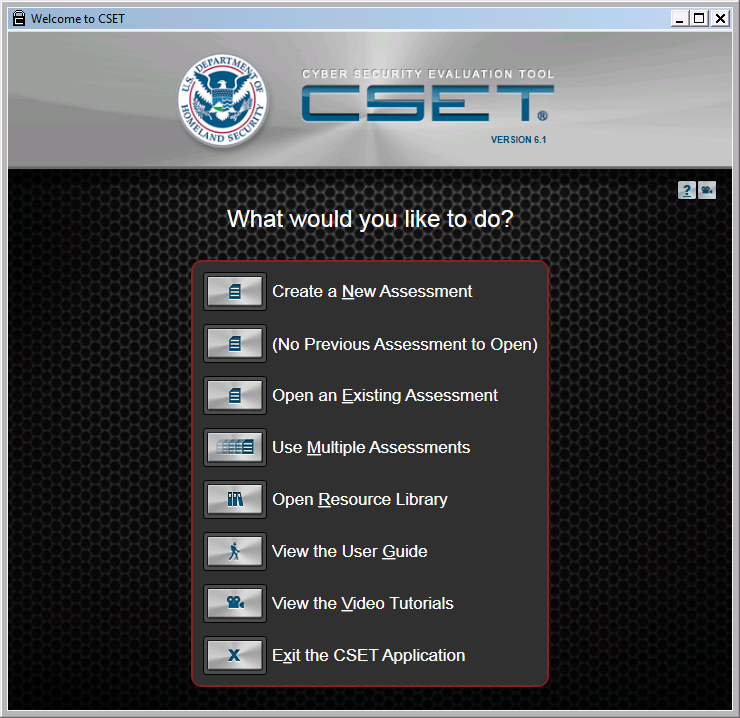 Welcome to CSET
U.S. DEPARTMENT OF HOMELAND SECURITY
CYBER SECURITY EVALUATION TOOL
CSET®
VERSION 6.1
?
What would you like to do?
Create a New Assessment
(No Previous Assessment to Open)
Open an Existing Assessment
Use Multiple Assessments
Open Resource Library
View the User Guide
View the Video Tutorials
Exit the CSET Application